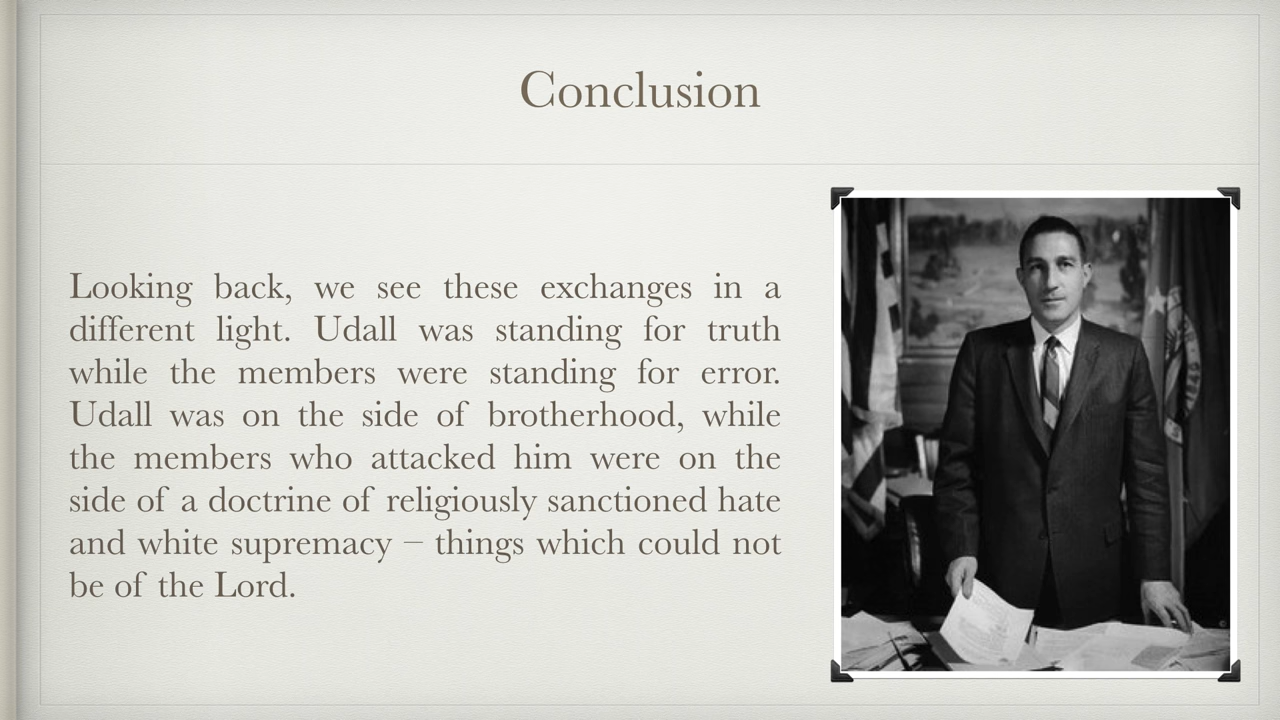 Conclusion
Looking back, we see these exchanges in a
different light. Udall was standing for truth
while the members were standing for error.
Udall was on the side of brotherhood, while
the members who attacked him were on the
side of a doctrine of religiously sanctioned hate
and white supremacy – things which could not
be of the Lord.